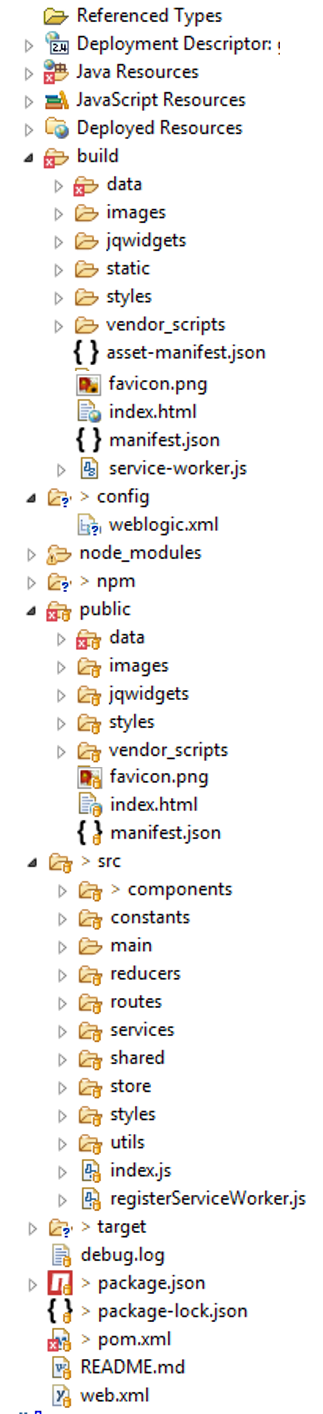 Referenced Types
Deployment Descriptor:
Java Resources
JavaScript Resources
Deployed Resources
build
data
images
jqwidgets
static
styles
vendor_scripts
{ } asset-manifest.json
favicon.png
index.html
{ } manifest.json
service-worker.js
> config
weblogic.xml
node_modules
> npm
public
data
images
jqwidgets
styles
vendor_scripts
favicon.png
index.html
{ } manifest.json
> src
> components
constants
main
reducers
routes
services
shared
store
styles
utils
index.js
registerServiceWorker.js
> target
debug.log
> package.json
{ } > package-lock.json
> pom.xml
README.md
web.xml